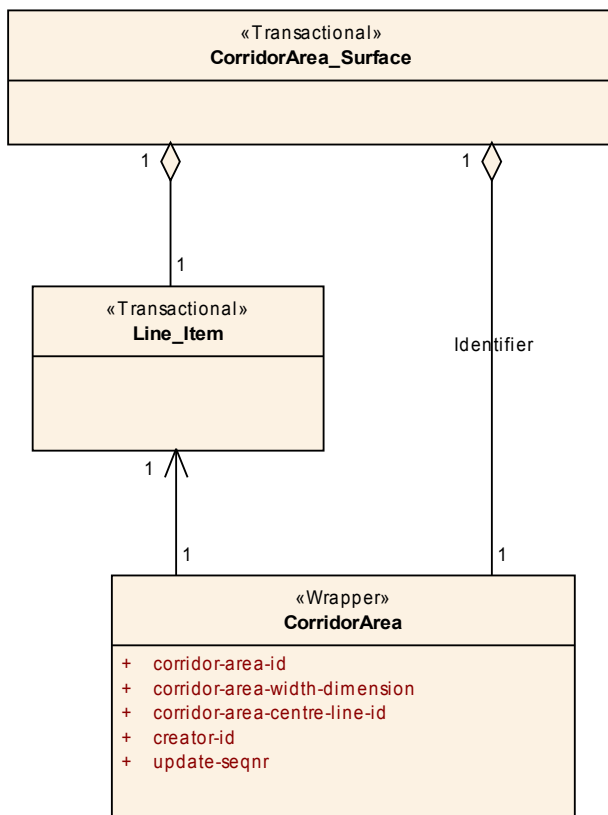 «Transactional»
CorridorArea_Surface
1
1
1
«Transactional»
Line_Item
Identifier
1
1
1
«Wrapper»
CorridorArea
+ corridor-area-id
+ corridor-area-width-dimension
+ corridor-area-centre-line-id
+ creator-id
+ update-seqnr